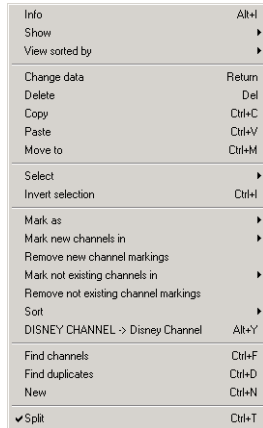 Info Alt+I
Show
View sorted by
Change data Return
Delete Del
Copy Ctrl+C
Paste Ctrl+V
Move to Ctrl+M
Select
Invert selection Ctrl+I
Mark as
Mark new channels in
Remove new channel markings
Mark not existing channels in
Remove not existing channel markings
Sort
DISNEY CHANNEL -> Disney Channel Alt+Y
Find channels Ctrl+F
Find duplicates Ctrl+D
New Ctrl+N
Split Ctrl+T